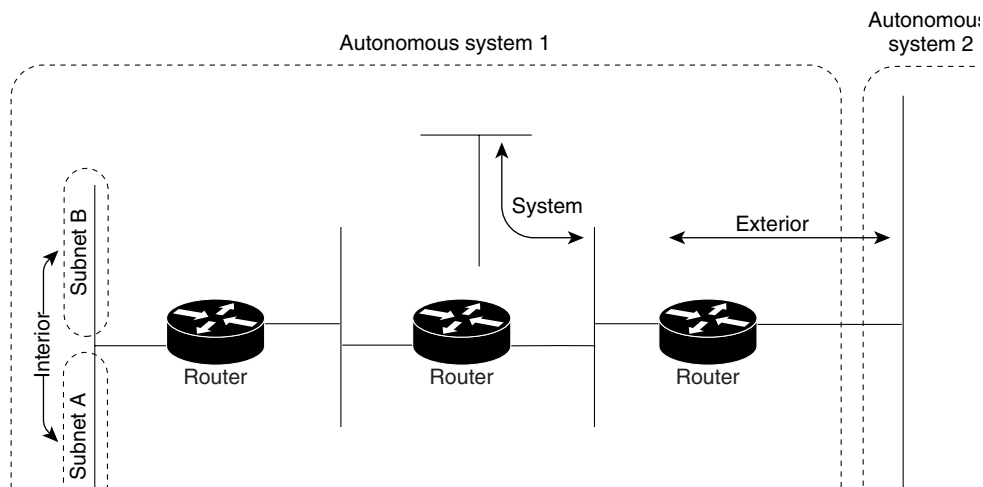 Autonomous system 1
Autonomous
system 2
System
Exterior
Subnet B
Interior
Subnet A
Router
Router
Router